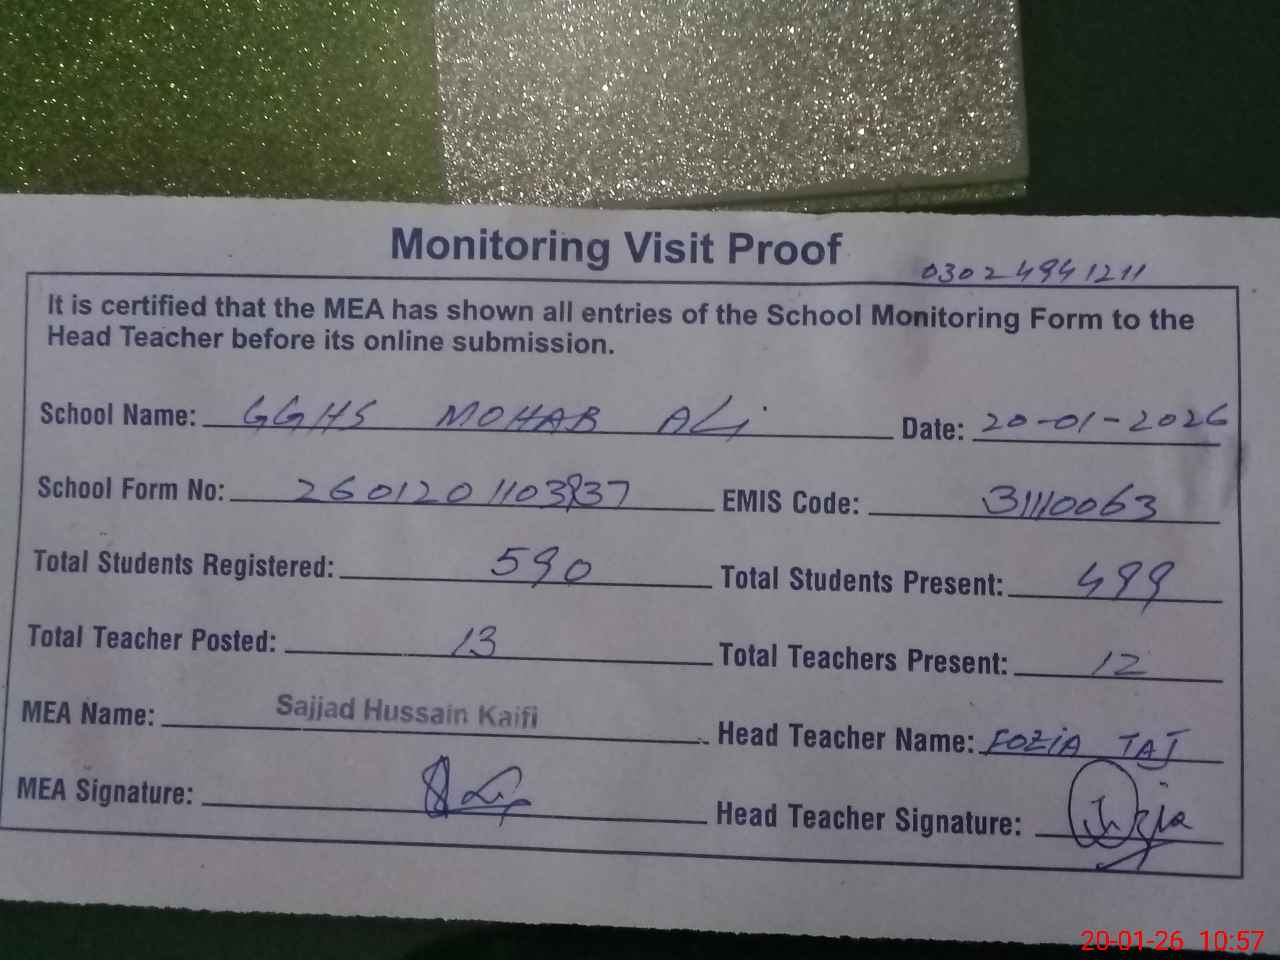 Monitoring Visit Proof
03024941211
It is certified that the MEA has shown all entries of the School Monitoring Form to the
Head Teacher before its online submission.
School Name: GGHS MOHAB ALi Date: 20-01-2026
School Form No: EMIS Code: 31110063
Total Students Registered: 590 Total Students Present: 499
Total Teacher Posted: 13 Total Teachers Present: 12
MEA Name: Sajjad Hussain Kaifi Head Teacher Name: FOZiA TAJ
MEA Signature: Head Teacher Signature:
20-01-26 10:57